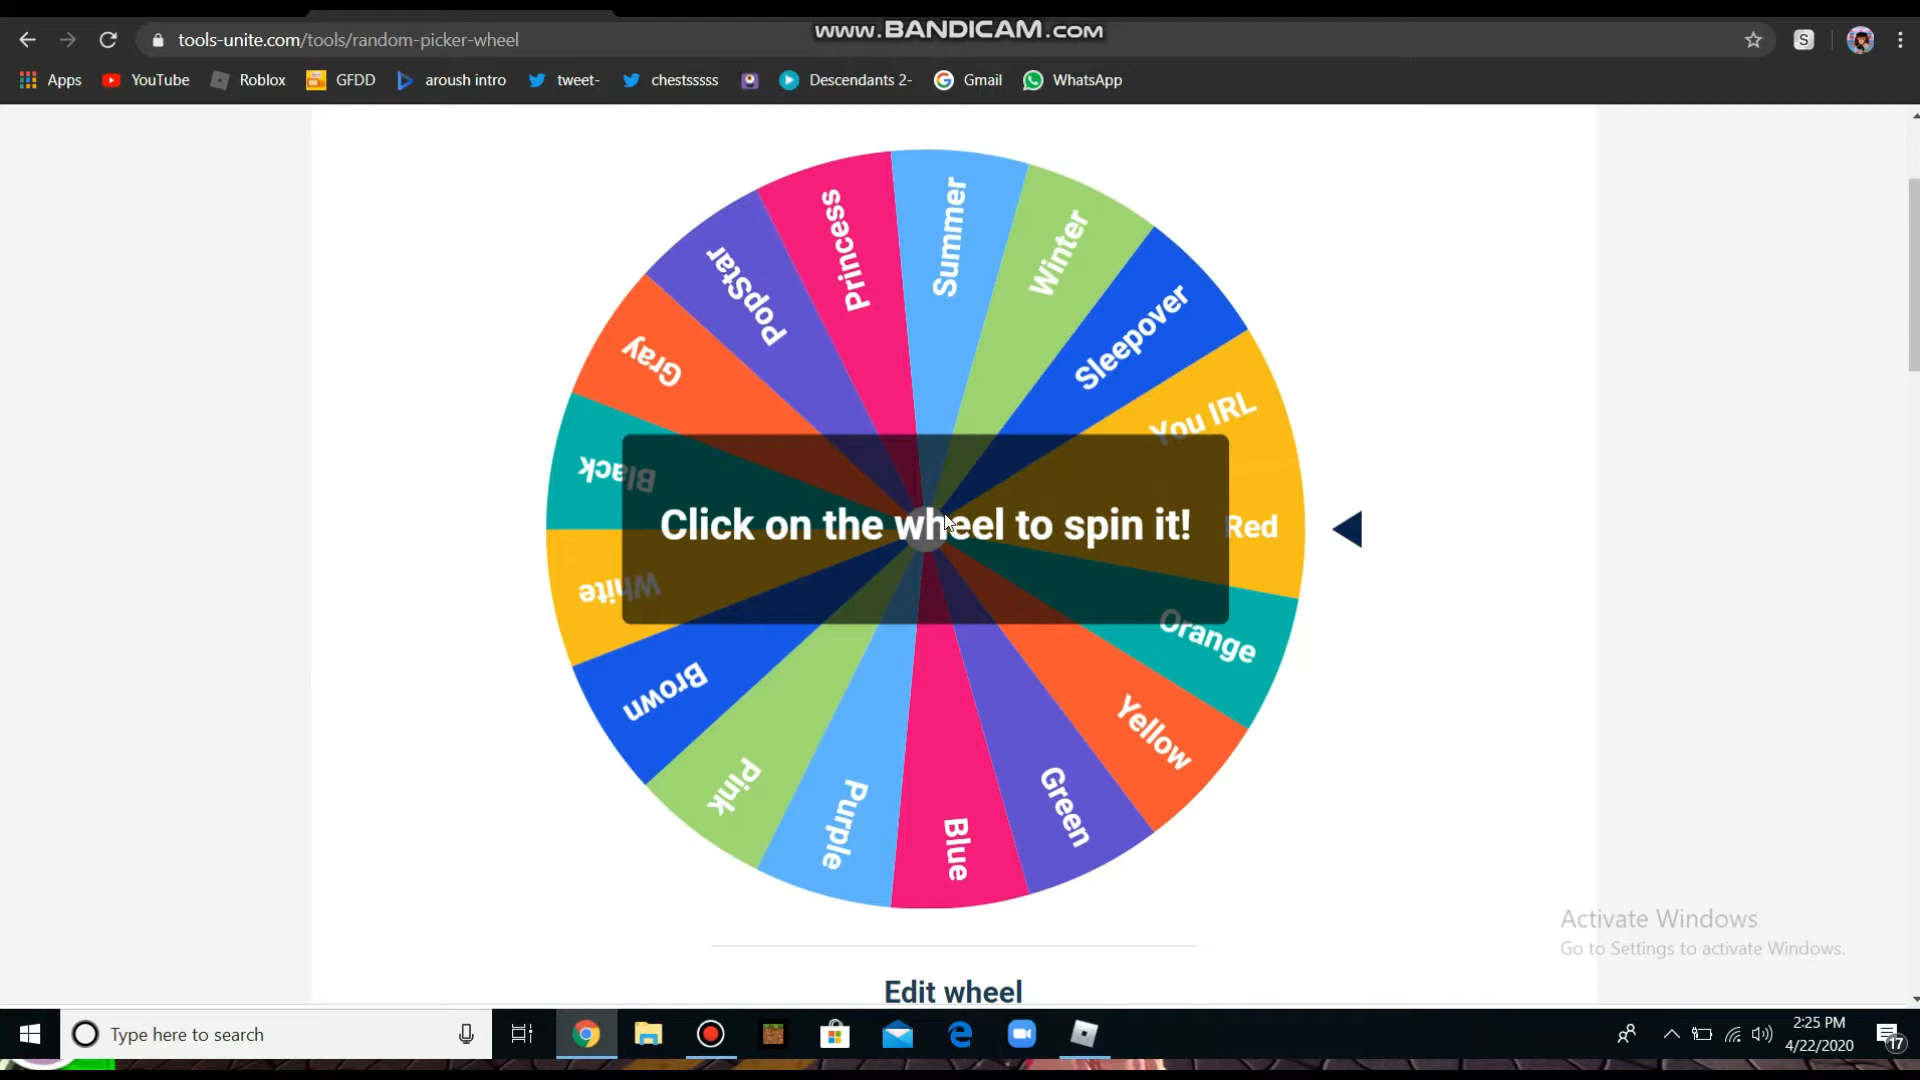 www.BANDICAM.com
tools-unite.com/tools/random-picker-wheel
S
Apps YouTube Roblox GFDD aroush intro tweet- chestsssss Descendants 2- Gmail WhatsApp
Summer
Princess
Winter
PopStar
Sleepover
Gray
You IRL
Black
Click on the wheel to spin it!
Red
White
Orange
Brown
Yellow
Pink
Purple
Green
Blue
Activate Windows
Go to Settings to activate Windows.
Edit wheel
Type here to search
2:25 PM
4/22/2020
17